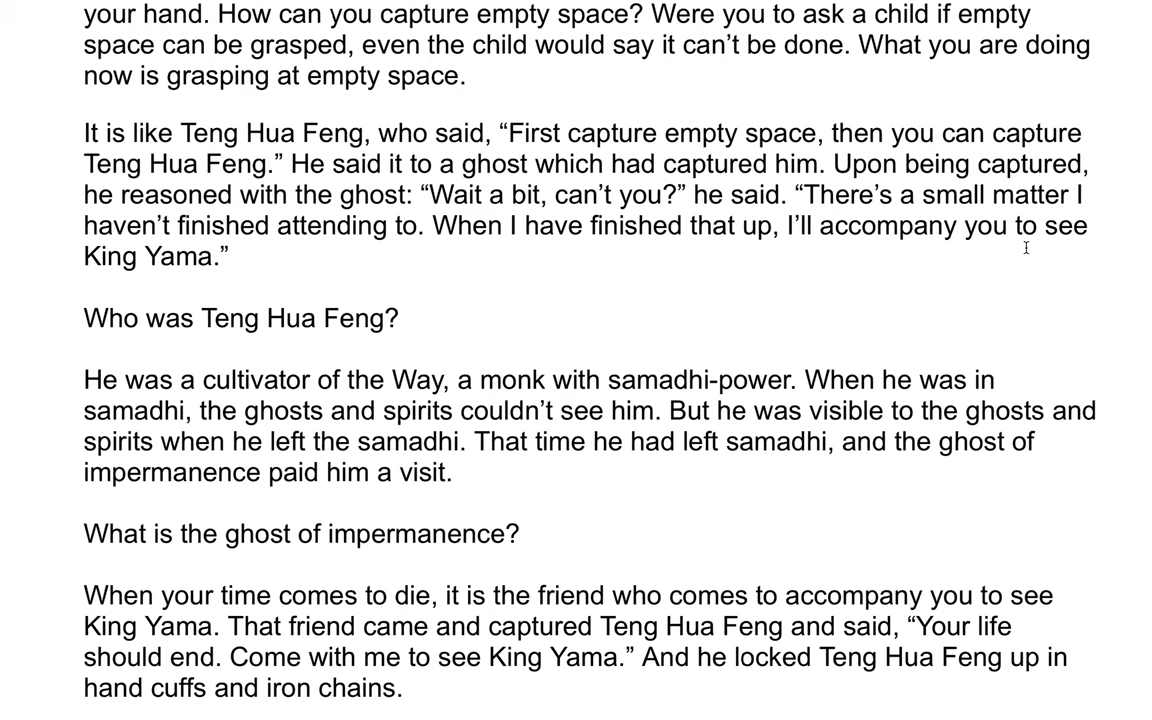 your hand. How can you capture empty space? Were you to ask a child if empty
space can be grasped, even the child would say it can’t be done. What you are doing
now is grasping at empty space.
It is like Teng Hua Feng, who said, “First capture empty space, then you can capture
Teng Hua Feng.” He said it to a ghost which had captured him. Upon being captured,
he reasoned with the ghost: “Wait a bit, can’t you?” he said. “There’s a small matter I
haven’t finished attending to. When I have finished that up, I’ll accompany you to see
King Yama.”
Who was Teng Hua Feng?
He was a cultivator of the Way, a monk with samadhi-power. When he was in
samadhi, the ghosts and spirits couldn’t see him. But he was visible to the ghosts and
spirits when he left the samadhi. That time he had left samadhi, and the ghost of
impermanence paid him a visit.
What is the ghost of impermanence?
When your time comes to die, it is the friend who comes to accompany you to see
King Yama. That friend came and captured Teng Hua Feng and said, “Your life
should end. Come with me to see King Yama.” And he locked Teng Hua Feng up in
hand cuffs and iron chains.